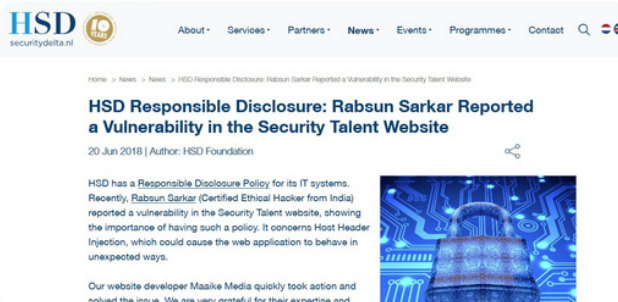 HSD
securitydelta.nl
10
YEARS
About Services Partners News Events Programmes Contact
Home > News > News > HSD Responsible Disclosure: Rabsun Sarkar Reported a Vulnerability in the Security Talent Website
HSD Responsible Disclosure: Rabsun Sarkar Reported
a Vulnerability in the Security Talent Website
20 Jun 2018 | Author: HSD Foundation
HSD has a Responsible Disclosure Policy for its IT systems.
Recently, Rabsun Sarkar (Certified Ethical Hacker from India)
reported a vulnerability in the Security Talent website, showing
the importance of having such a policy. It concerns Host Header
Injection, which could cause the web application to behave in
unexpected ways.
Our website developer Maaike Media quickly took action and
solved the issue. We are very grateful for their expertise and